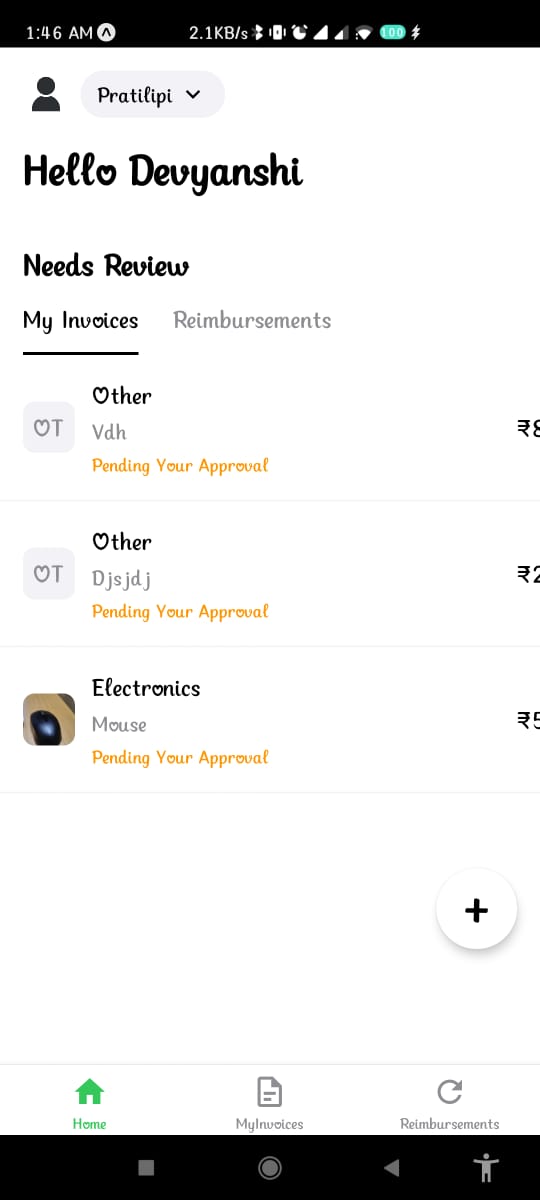 1:46 AM 2.1KB/s 100
Pratilipi
Hello Devyanshi
Needs Review
My Invoices Reimbursements
Other
OT
Vdh
₹8
Pending Your Approval
Other
OT
Djsjdj
₹2
Pending Your Approval
Electronics
Mouse
₹5
Pending Your Approval
+
Home MyInvoices Reimbursements